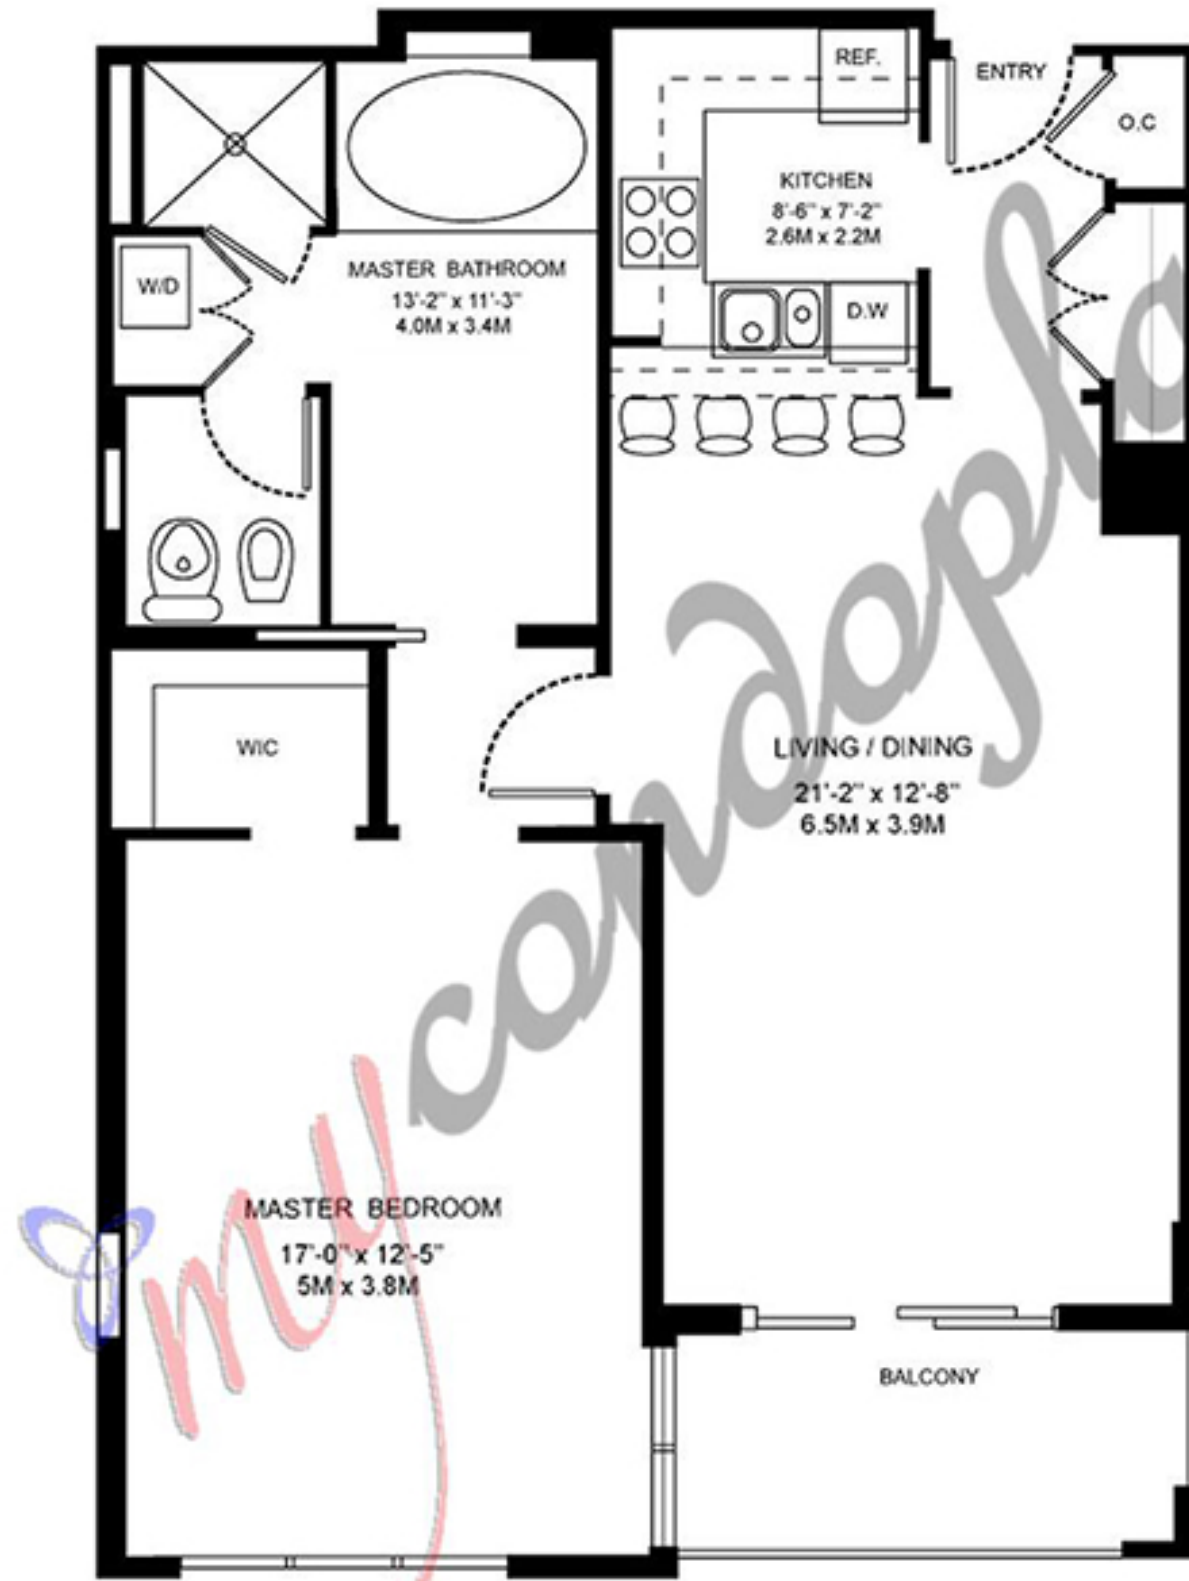 REF.
ENTRY
O.C
KITCHEN
8'-6" x 7'-2"
2.6M x 2.2M
W/D
MASTER BATHROOM
13'-2" x 11'-3"
4.0M x 3.4M
D.W
WIC
LIVING / DINING
21'-2" x 12'-8"
6.5M x 3.9M
MASTER BEDROOM
17'-0" x 12'-5"
5M x 3.8M
BALCONY
mycondopla